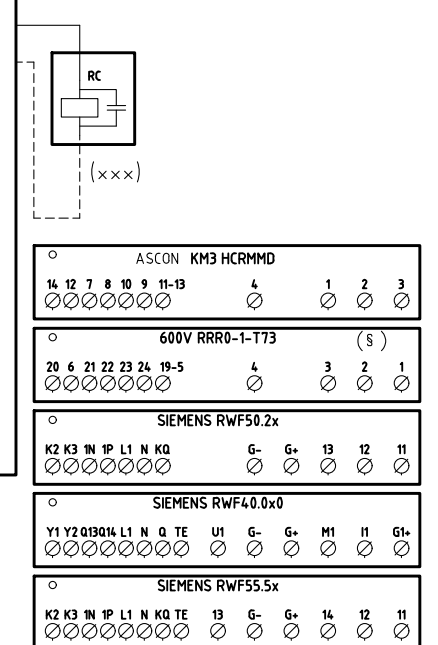 RC
(×××)
ASCON KM3 HCRMMD
14 12 7 8 10 9 11-13 4 1 2 3
600V RRR0-1-T73 (§)
20 6 21 22 23 24 19-5 4 3 2 1
SIEMENS RWF50.2x
K2 K3 1N 1P L1 N KQ G- G+ 13 12 11
SIEMENS RWF40.0x0
Y1 Y2 Q13 Q14 L1 N Q TE U1 G- G+ M1 I1 G1+
SIEMENS RWF55.5x
K2 K3 1N 1P L1 N KQ TE 13 G- G+ 14 12 11